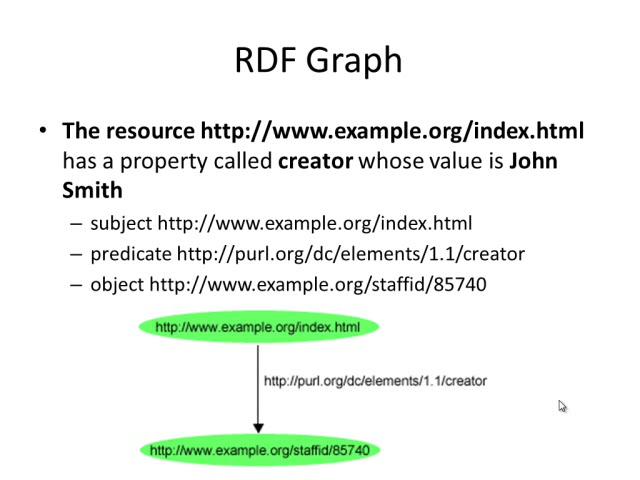 RDF Graph
• The resource http://www.example.org/index.html
has a property called creator whose value is John
Smith
– subject http://www.example.org/index.html
– predicate http://purl.org/dc/elements/1.1/creator
– object http://www.example.org/staffid/85740
http://www.example.org/index.html
http://purl.org/dc/elements/1.1/creator
http://www.example.org/staffid/85740